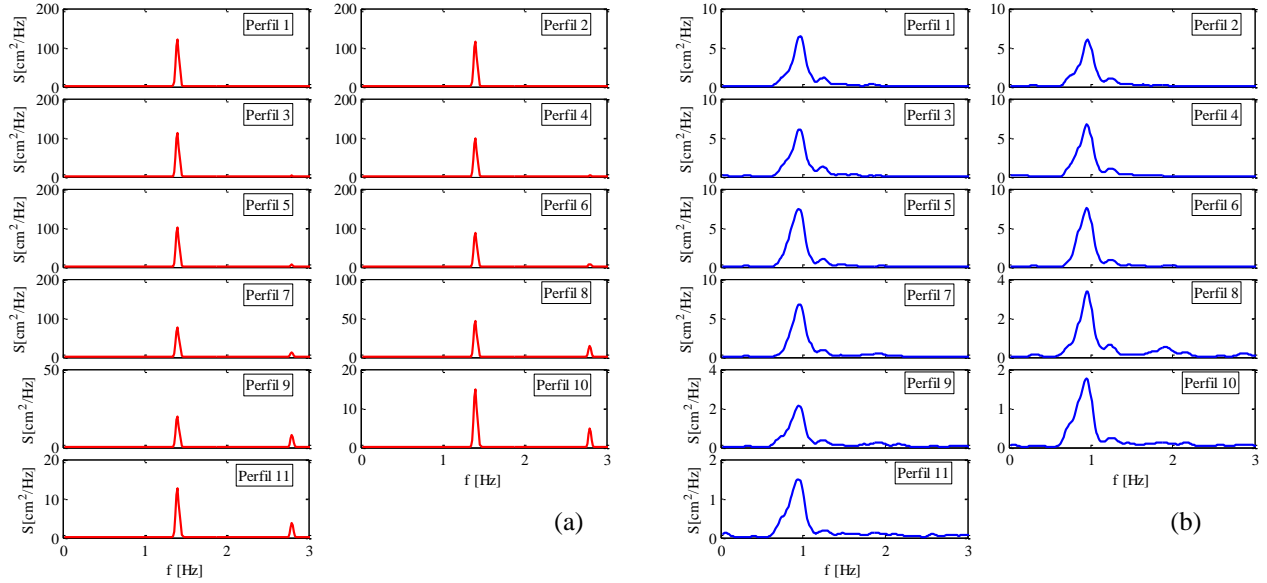 200
100
0
S[cm²/Hz]
Perfil 1
200
100
0
Perfil 2
200
100
0
S[cm²/Hz]
Perfil 3
200
100
0
Perfil 4
200
100
0
S[cm²/Hz]
Perfil 5
200
100
0
Perfil 6
200
100
0
S[cm²/Hz]
Perfil 7
100
50
0
Perfil 8
50
0
S[cm²/Hz]
Perfil 9
20
10
0
Perfil 10
0 1 2 3
f [Hz]
20
10
0
S[cm²/Hz]
Perfil 11
0 1 2 3
f [Hz]
(a)
10
5
0
S[cm²/Hz]
Perfil 1
10
5
0
Perfil 2
10
5
0
S[cm²/Hz]
Perfil 3
10
5
0
Perfil 4
10
5
0
S[cm²/Hz]
Perfil 5
10
5
0
Perfil 6
10
5
0
S[cm²/Hz]
Perfil 7
4
2
0
Perfil 8
4
2
0
S[cm²/Hz]
Perfil 9
2
1
0
Perfil 10
0 1 2 3
f [Hz]
2
1
0
S[cm²/Hz]
Perfil 11
0 1 2 3
f [Hz]
(b)